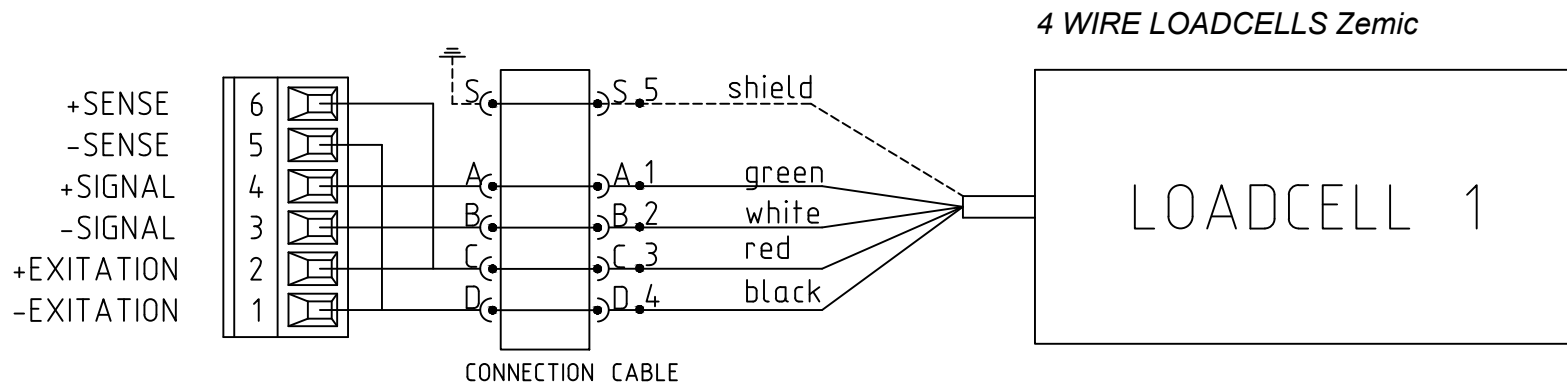 4 WIRE LOADCELLS Zemic
+SENSE 6 S S 5 shield
-SENSE 5
+SIGNAL 4 A A 1 green
-SIGNAL 3 B B 2 white
+EXITATION 2 C C 3 red
-EXITATION 1 D D 4 black
LOADCELL 1
CONNECTION CABLE